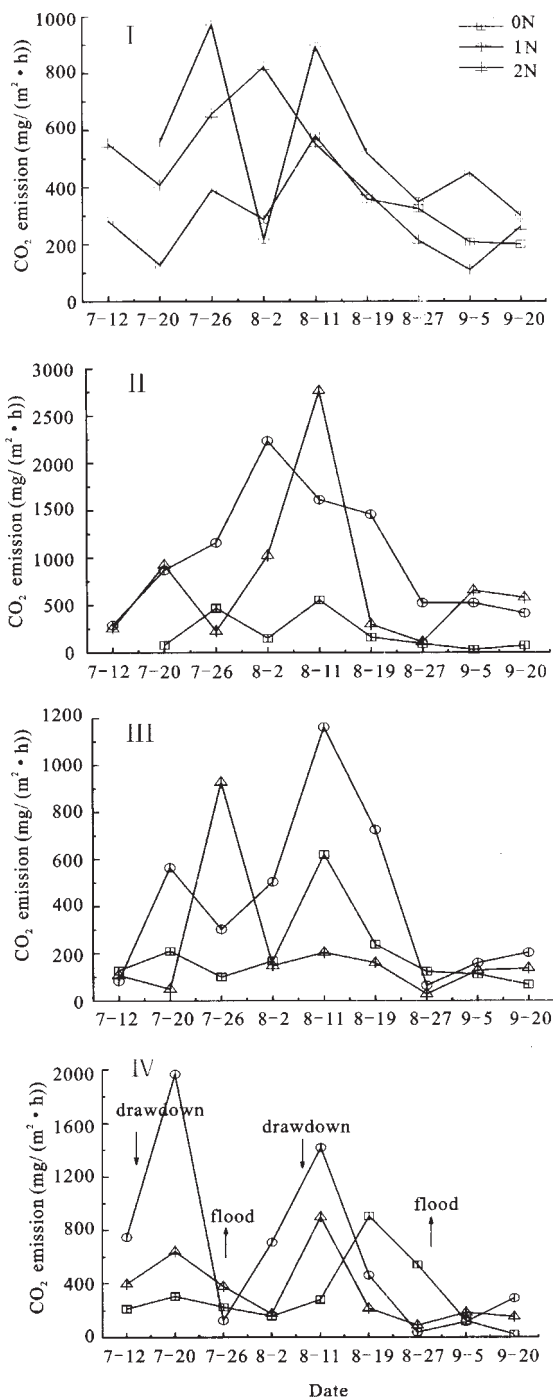 I
0N
1N
2N
CO₂ emission (mg/(m²•h))
1000
800
600
400
200
0
7-12 7-20 7-26 8-2 8-11 8-19 8-27 9-5 9-20
II
CO₂ emission (mg/(m²•h))
3000
2500
2000
1500
1000
500
0
7-12 7-20 7-26 8-2 8-11 8-19 8-27 9-5 9-20
III
CO₂ emission (mg/(m²•h))
1200
1000
800
600
400
200
0
7-12 7-20 7-26 8-2 8-11 8-19 8-27 9-5 9-20
IV
CO₂ emission (mg/(m²•h))
2000
1600
1200
800
400
0
drawdown
flood
drawdown
flood
7-12 7-20 7-26 8-2 8-11 8-19 8-27 9-5 9-20
Date